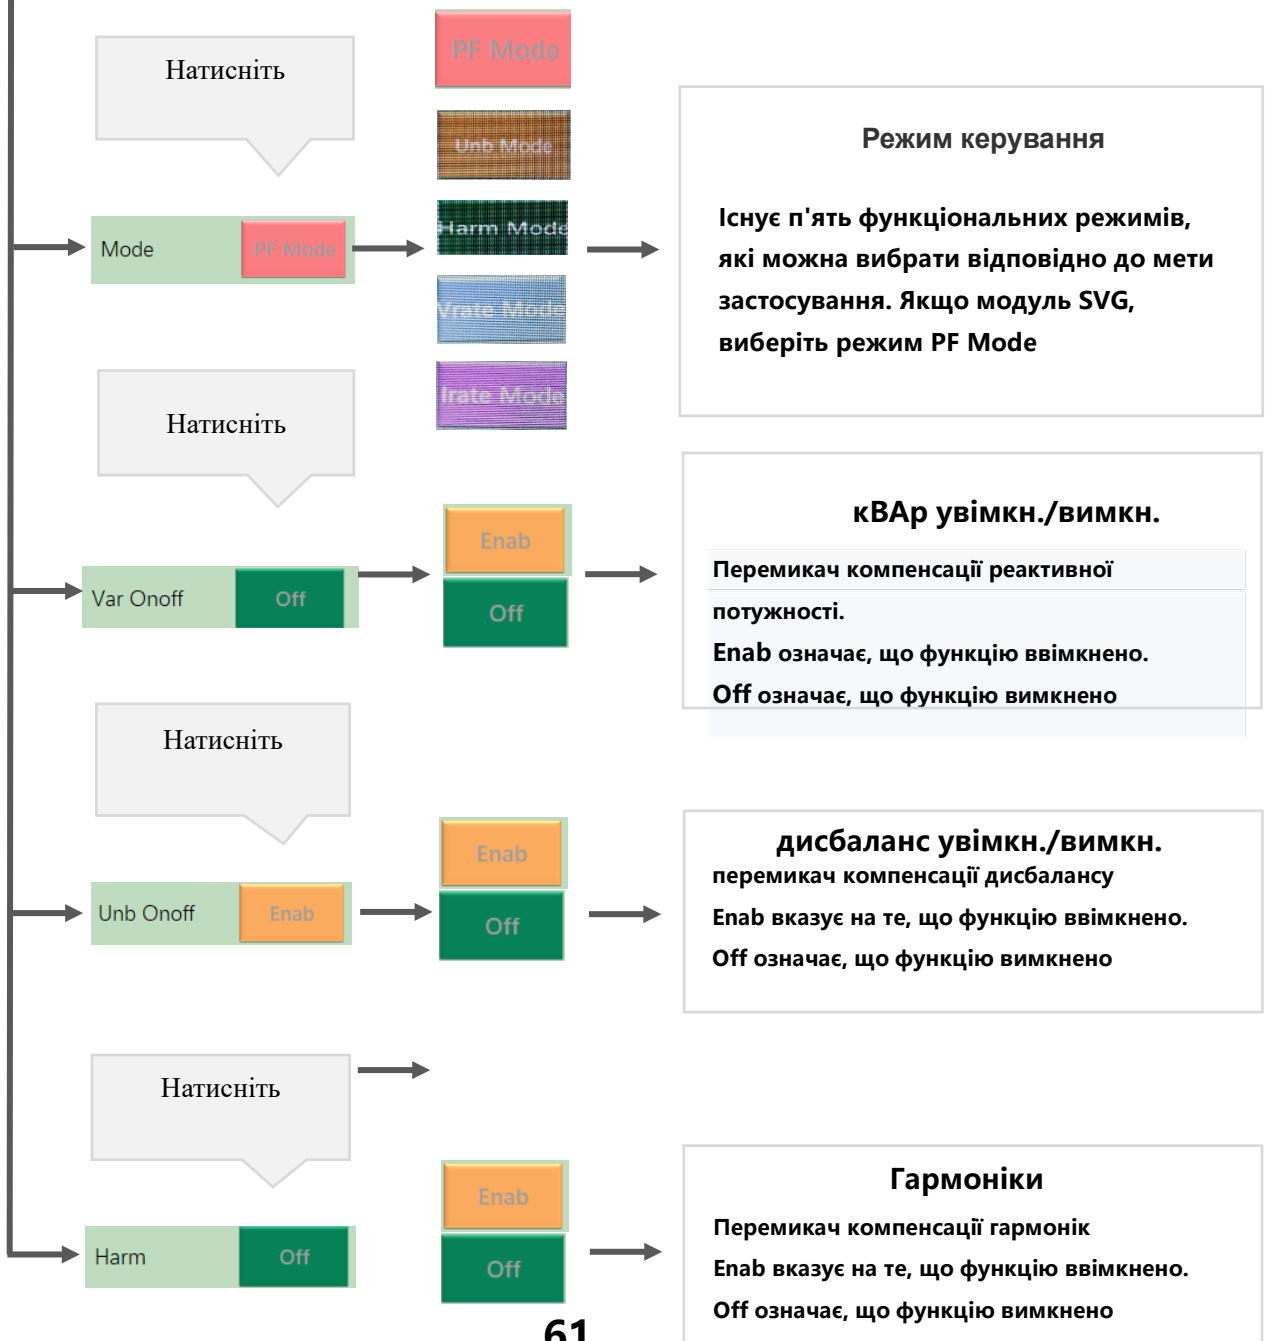 Натисніть
PF Mode
Unb Mode
Harm Mode
Vrate Mode
Irate Mode
Mode
PF Mode
Режим керування
Існує п'ять функціональних режимів,
які можна вибрати відповідно до мети
застосування. Якщо модуль SVG,
виберіть режим PF Mode
Натисніть
Var Onoff
Off
Enab
Off
кВАр увімкн./вимкн.
Перемикач компенсації реактивної
потужності.
Enab означає, що функцію ввімкнено.
Off означає, що функцію вимкнено
Натисніть
Unb Onoff
Enab
Enab
Off
дисбаланс увімкн./вимкн.
перемикач компенсації дисбалансу
Enab вказує на те, що функцію ввімкнено.
Off означає, що функцію вимкнено
Натисніть
Harm
Off
Enab
Off
Гармоніки
Перемикач компенсації гармонік
Enab вказує на те, що функцію ввімкнено.
Off означає, що функцію вимкнено
61